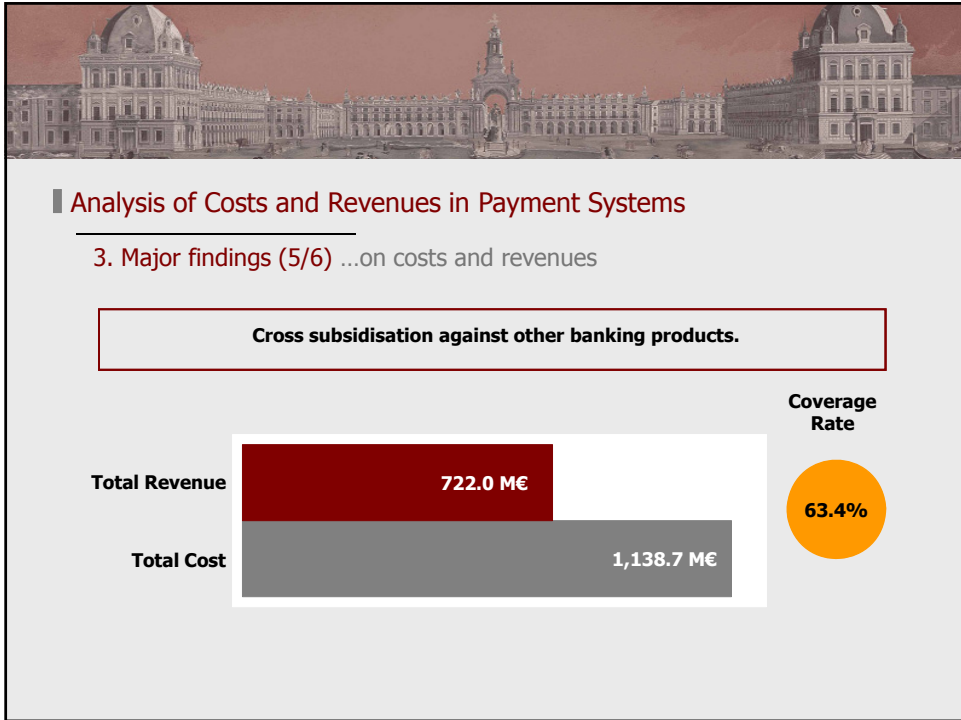 Analysis of Costs and Revenues in Payment Systems
3. Major findings (5/6) ...on costs and revenues
Cross subsidisation against other banking products.
Coverage
Rate
Total Revenue
722.0 M€
63.4%
Total Cost
1,138.7 M€